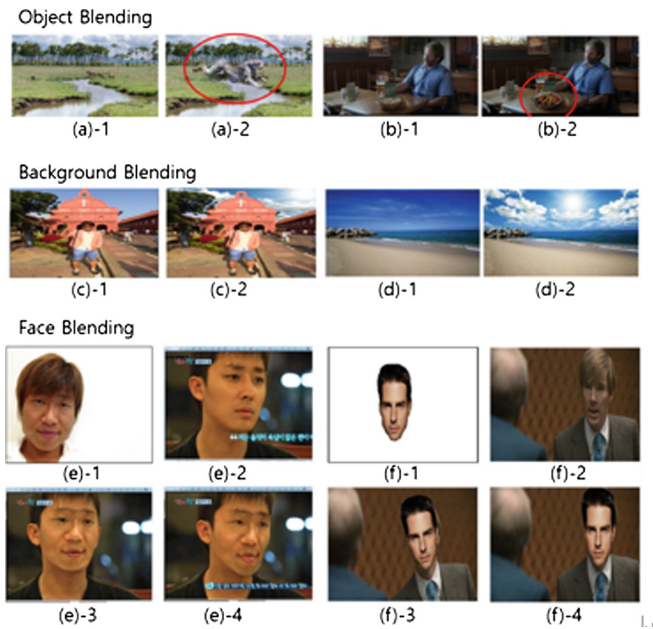 Object Blending
(a)-1 (a)-2 (b)-1 (b)-2
Background Blending
(c)-1 (c)-2 (d)-1 (d)-2
Face Blending
(e)-1 (e)-2 (f)-1 (f)-2
(e)-3 (e)-4 (f)-3 (f)-4